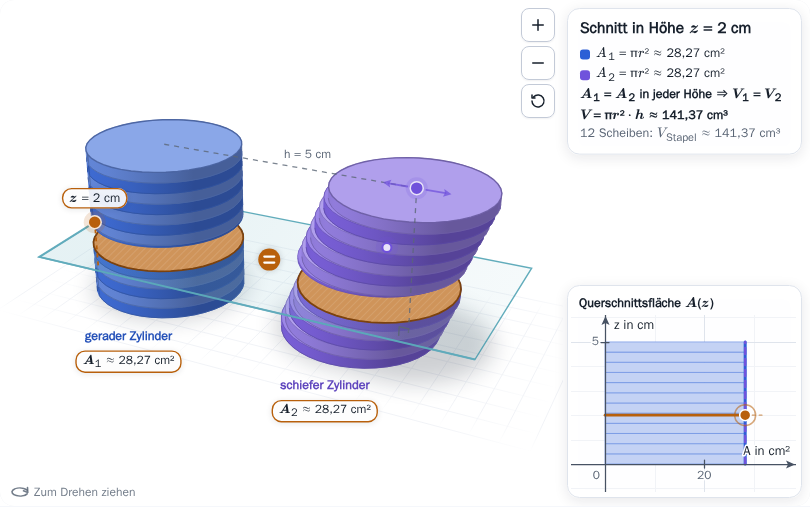 Schnitt in Höhe z = 2 cm
A₁ = πr² ≈ 28,27 cm²
A₂ = πr² ≈ 28,27 cm²
A₁ = A₂ in jeder Höhe ⇒ V₁ = V₂
V = πr² · h ≈ 141,37 cm³
12 Scheiben: V_Stapel ≈ 141,37 cm³
h = 5 cm
z = 2 cm
=
gerader Zylinder
A₁ ≈ 28,27 cm²
schiefer Zylinder
A₂ ≈ 28,27 cm²
Querschnittsfläche A(z)
z in cm
5
A in cm²
0
20
Zum Drehen ziehen